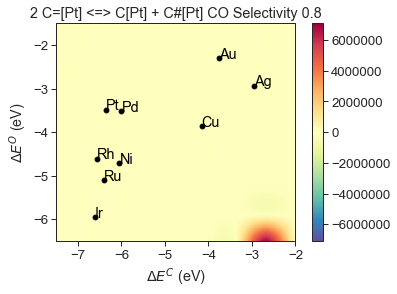 2 C=[Pt] <=> C[Pt] + C#[Pt] CO Selectivity 0.8
−2
−3
−4
−5
−6
ΔE^O (eV)
Au
Ag
Pt
Pd
Cu
Rh
Ni
Ru
Ir
−7
−6
−5
−4
−3
−2
ΔE^C (eV)
6000000
4000000
2000000
0
−2000000
−4000000
−6000000